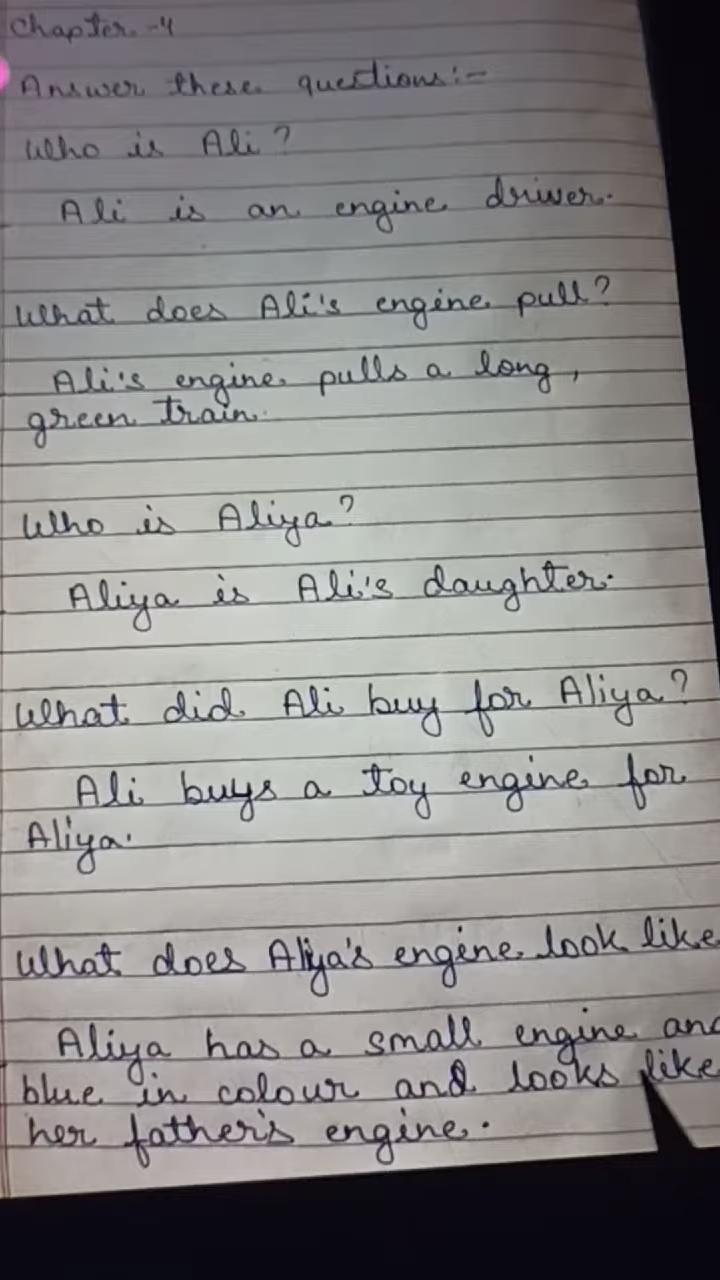 Chapter-4
Answer these questions:-
Who is Ali?
Ali is an engine driver.
What does Ali's engine pull?
Ali's engine pulls a long,
green train.
Who is Aliya?
Aliya is Ali's daughter.
What did Ali buy for Aliya?
Ali buys a toy engine for
Aliya.
What does Aliya's engine look like
Aliya has a small engine and
blue in colour and looks like
her father's engine.